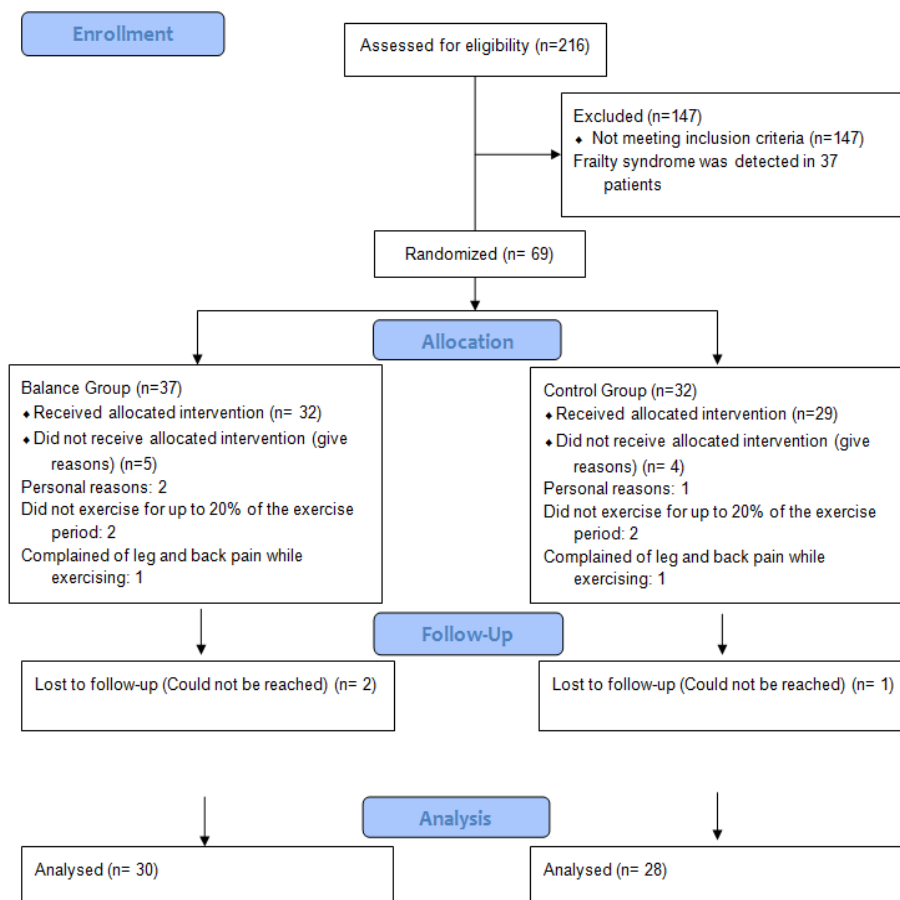 Enrollment
Assessed for eligibility (n=216)
Excluded (n=147)
⬥ Not meeting inclusion criteria (n=147)
Frailty syndrome was detected in 37
patients
Randomized (n= 69)
Allocation
Balance Group (n=37)
⬥ Received allocated intervention (n= 32)
⬥ Did not receive allocated intervention (give
reasons) (n=5)
Personal reasons: 2
Did not exercise for up to 20% of the exercise
period: 2
Complained of leg and back pain while
exercising: 1
Control Group (n=32)
⬥ Received allocated intervention (n=29)
⬥ Did not receive allocated intervention (give
reasons) (n= 4)
Personal reasons: 1
Did not exercise for up to 20% of the exercise
period: 2
Complained of leg and back pain while
exercising: 1
Follow-Up
Lost to follow-up (Could not be reached) (n= 2)
Lost to follow-up (Could not be reached) (n= 1)
Analysis
Analysed (n= 30)
Analysed (n= 28)